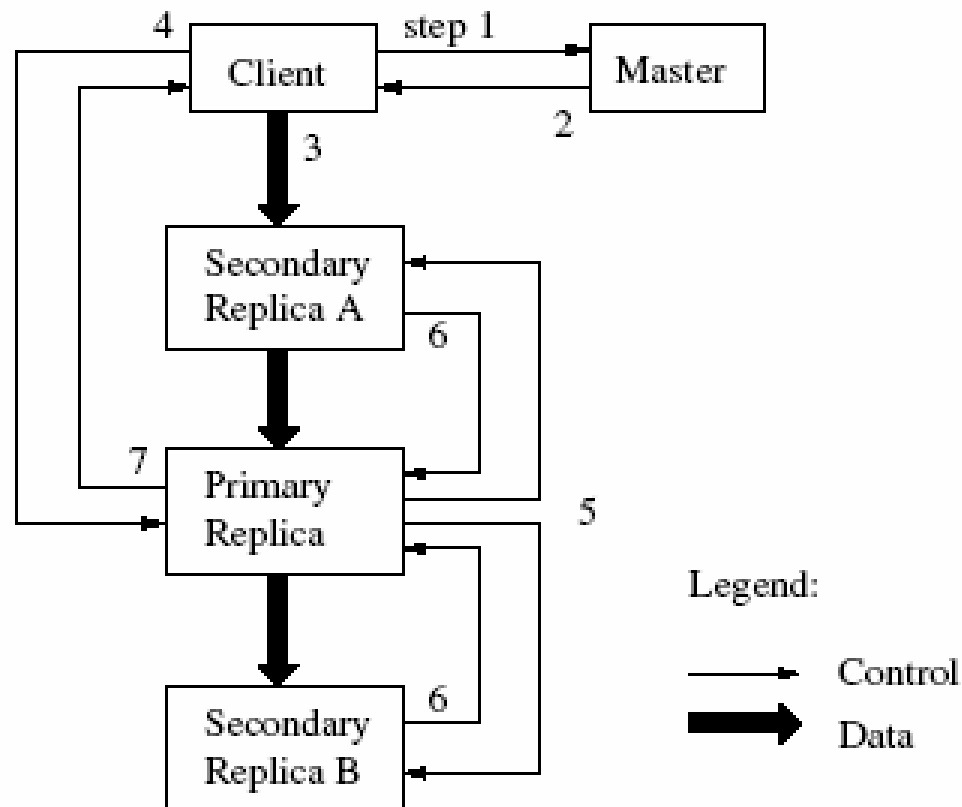 4
step 1
Client
Master
2
3
Secondary
Replica A
6
7
Primary
Replica
5
Legend:
Control
Data
6
Secondary
Replica B